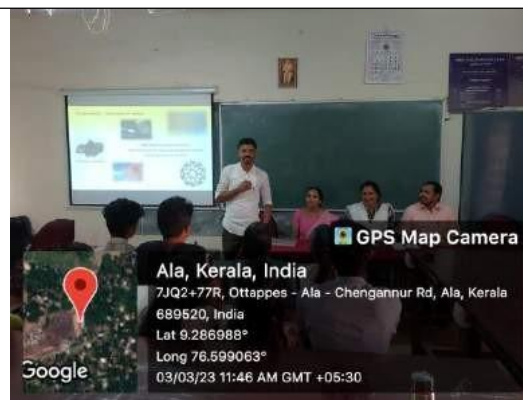 GPS Map Camera
Ala, Kerala, India
7JQ2+77R, Ottappes - Ala - Chengannur Rd, Ala, Kerala
689520, India
Lat 9.286988°
Long 76.599063°
03/03/23 11:46 AM GMT +05:30
Google